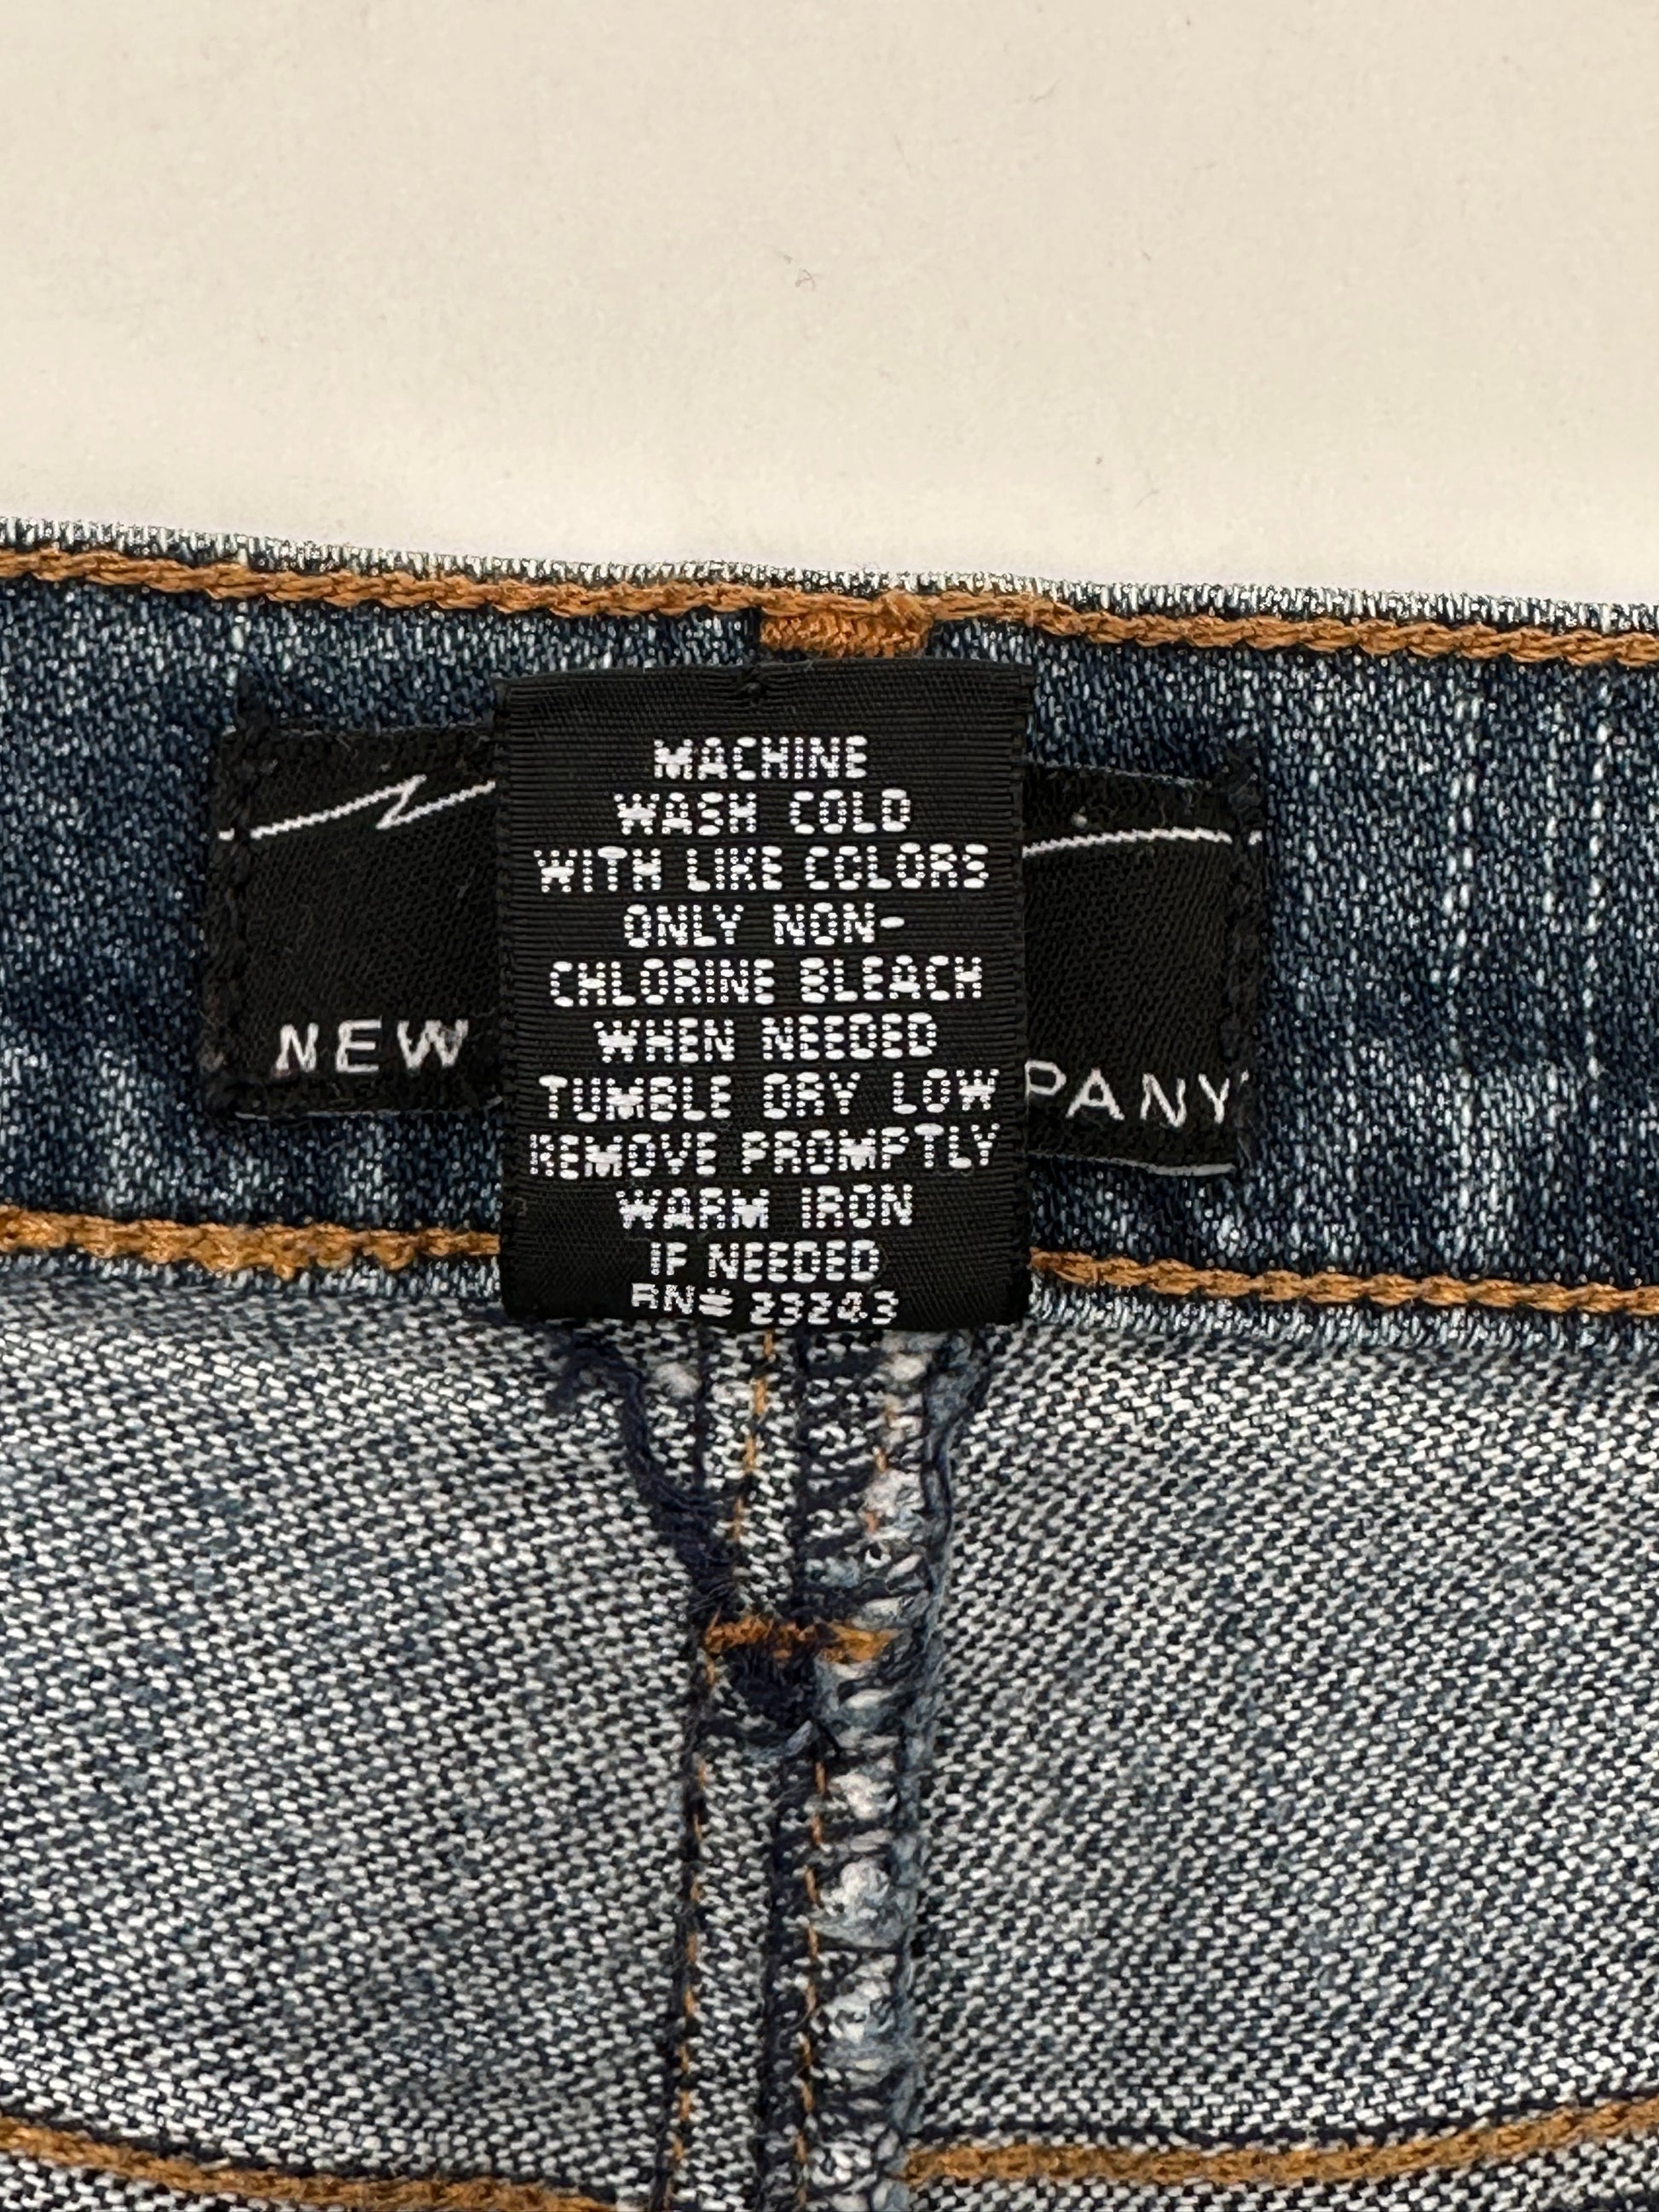 MACHINE
WASH COLD
WITH LIKE COLORS
ONLY NON-
CHLORINE BLEACH
WHEN NEEDED
TUMBLE DRY LOW
REMOVE PROMPTLY
WARM IRON
IF NEEDED
RN# 23243
NEW
PANY